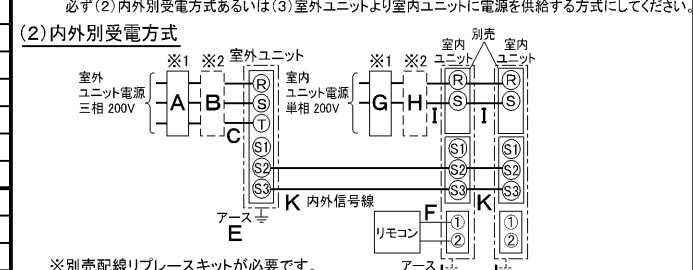 必ず(2)内外別受電方式あるいは(3)室外ユニットより室内ユニットに電源を供給する方式にしてください。
(2)内外別受電方式
別売
※1 ※2 室外ユニット ※1 ※2 室内ユニット 室内ユニット
室外
ユニット電源
三相 200V
A B C
R
S
T
S1
S2
S3
室内
ユニット電源
単相 200V
G H I I
R R
S S
S1 S1
S2 S2
S3 S3
K 内外信号線 K
アース
E
リモコン F
① ①
② ②
アース
※別売配線リプレースキットが必要です。